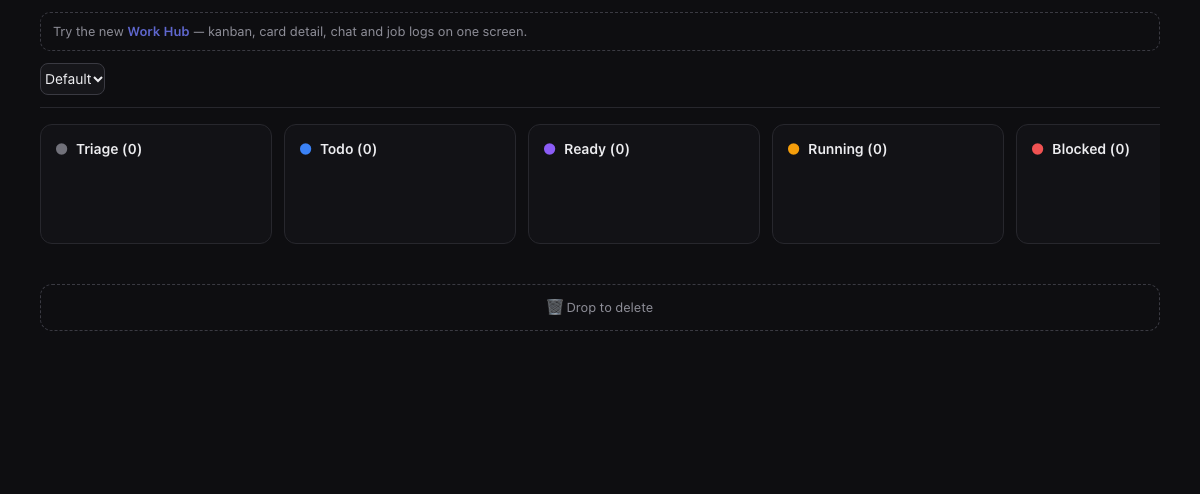 Try the new Work Hub — kanban, card detail, chat and job logs on one screen.
Default
Triage (0)
Todo (0)
Ready (0)
Running (0)
Blocked (0)
Drop to delete